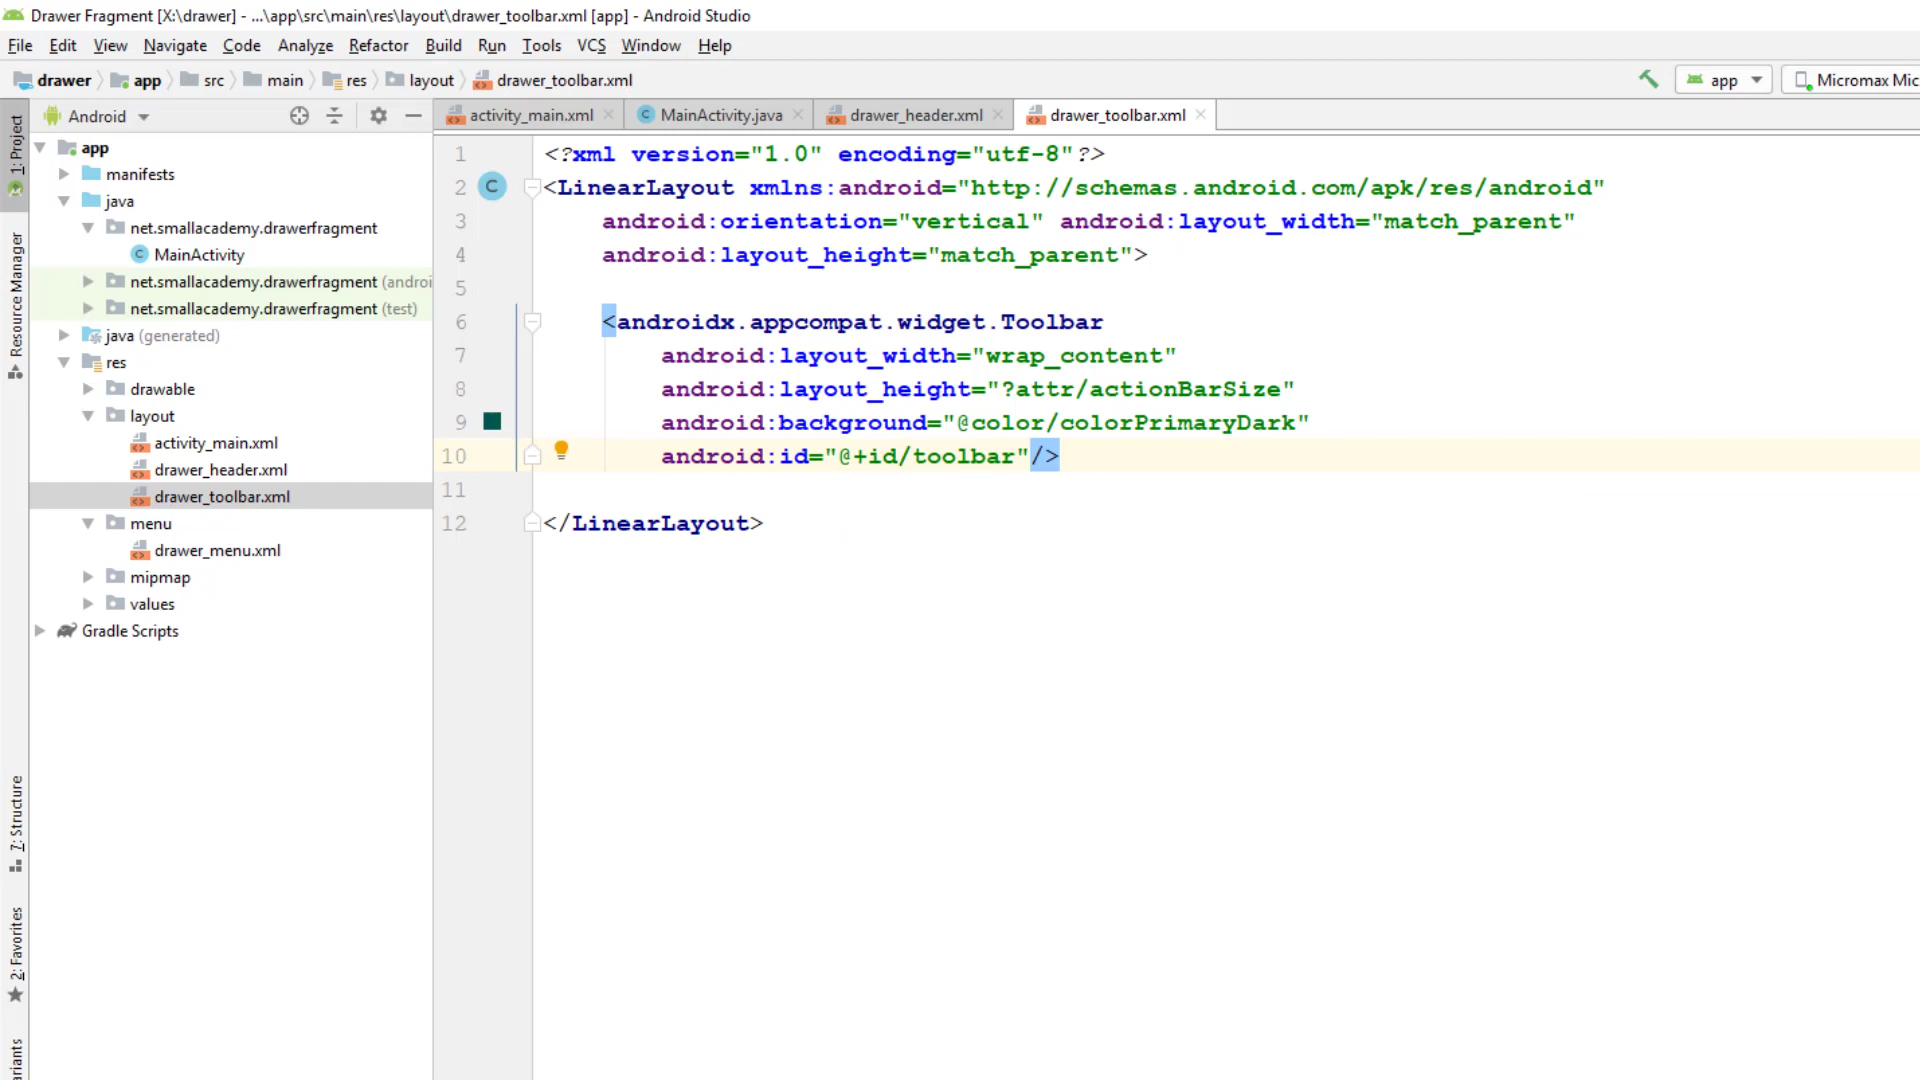 Drawer Fragment [X:\drawer] - ...\app\src\main\res\layout\drawer_toolbar.xml [app] - Android Studio
File Edit View Navigate Code Analyze Refactor Build Run Tools VCS Window Help
drawer app src main res layout drawer_toolbar.xml app Micromax Mic
1: Project
Resource Manager
7: Structure
2: Favorites
ariants
Android
app
manifests
java
net.smallacademy.drawerfragment
MainActivity
net.smallacademy.drawerfragment (androi
net.smallacademy.drawerfragment (test)
java (generated)
res
drawable
layout
activity_main.xml
drawer_header.xml
drawer_toolbar.xml
menu
drawer_menu.xml
mipmap
values
Gradle Scripts
activity_main.xml MainActivity.java drawer_header.xml drawer_toolbar.xml
1 <?xml version="1.0" encoding="utf-8"?>
2 C <LinearLayout xmlns:android="http://schemas.android.com/apk/res/android"
3 android:orientation="vertical" android:layout_width="match_parent"
4 android:layout_height="match_parent">
5
6 <androidx.appcompat.widget.Toolbar
7 android:layout_width="wrap_content"
8 android:layout_height="?attr/actionBarSize"
9 android:background="@color/colorPrimaryDark"
10 android:id="@+id/toolbar"/>
11
12 </LinearLayout>